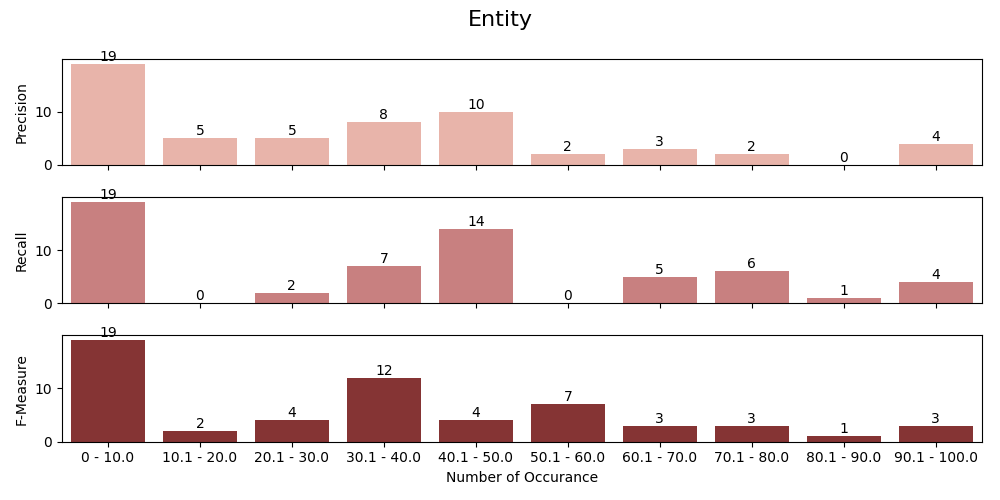 Entity
19 5 5 8 10 2 3 2 0 4
Precision
10
0
19 0 2 7 14 0 5 6 1 4
Recall
10
0
19 2 4 12 4 7 3 3 1 3
F-Measure
10
0
0 - 10.0 10.1 - 20.0 20.1 - 30.0 30.1 - 40.0 40.1 - 50.0 50.1 - 60.0 60.1 - 70.0 70.1 - 80.0 80.1 - 90.0 90.1 - 100.0
Number of Occurance